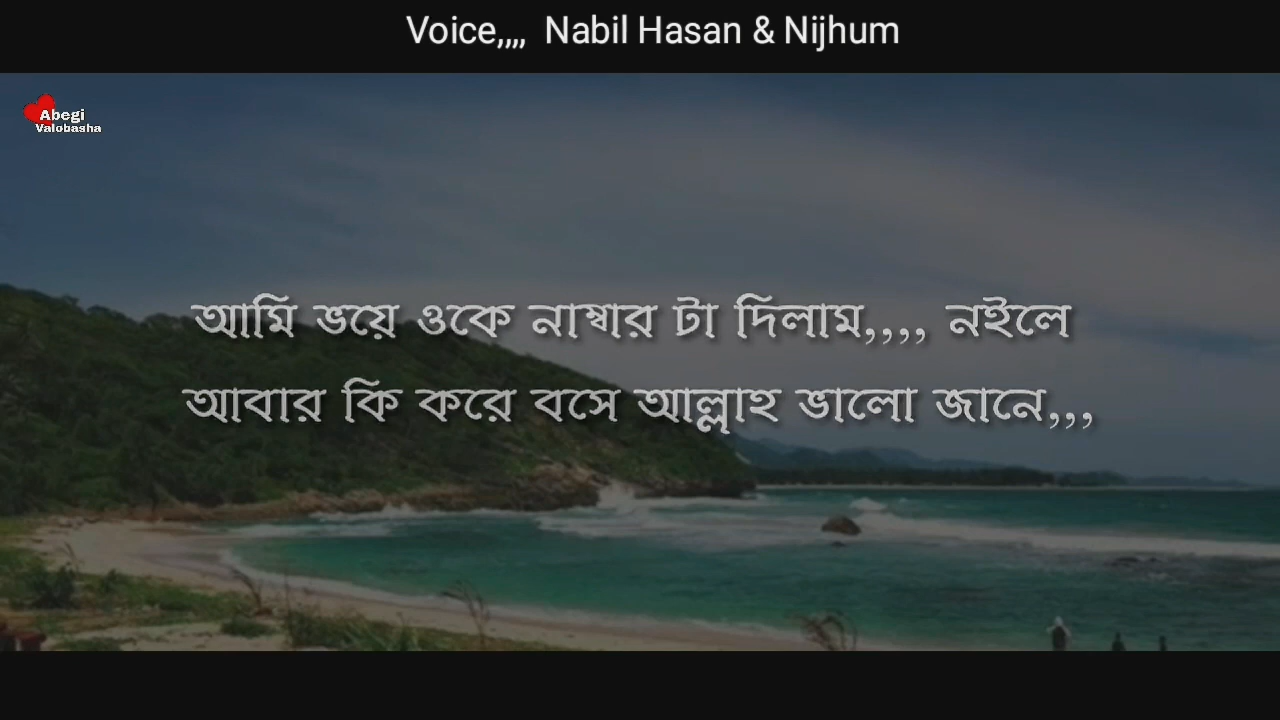 Voice,,,, Nabil Hasan & Nijhum
Abegi
Valobasha
আমি ভয়ে ওকে নাম্বার টা দিলাম,,,, নইলে
আবার কি করে বসে আল্লাহ ভালো জানে,,,